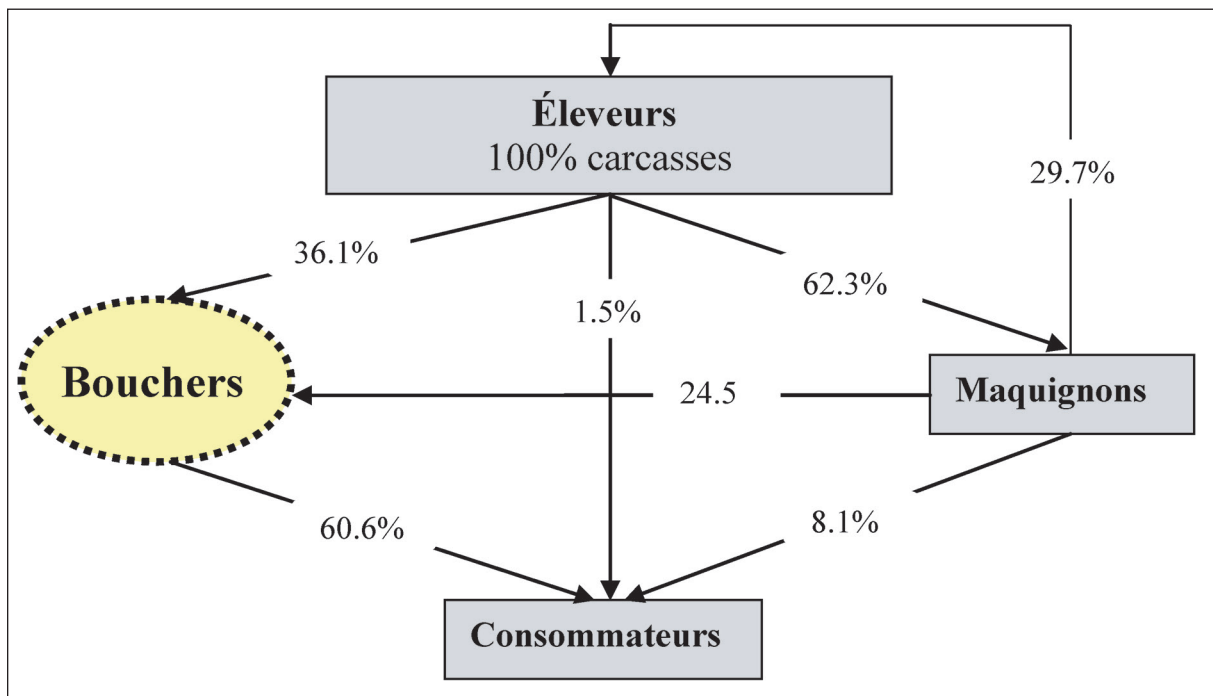 Éleveurs
100% carcasses
29.7%
36.1%
62.3%
1.5%
Bouchers
24.5
Maquignons
60.6%
8.1%
Consommateurs